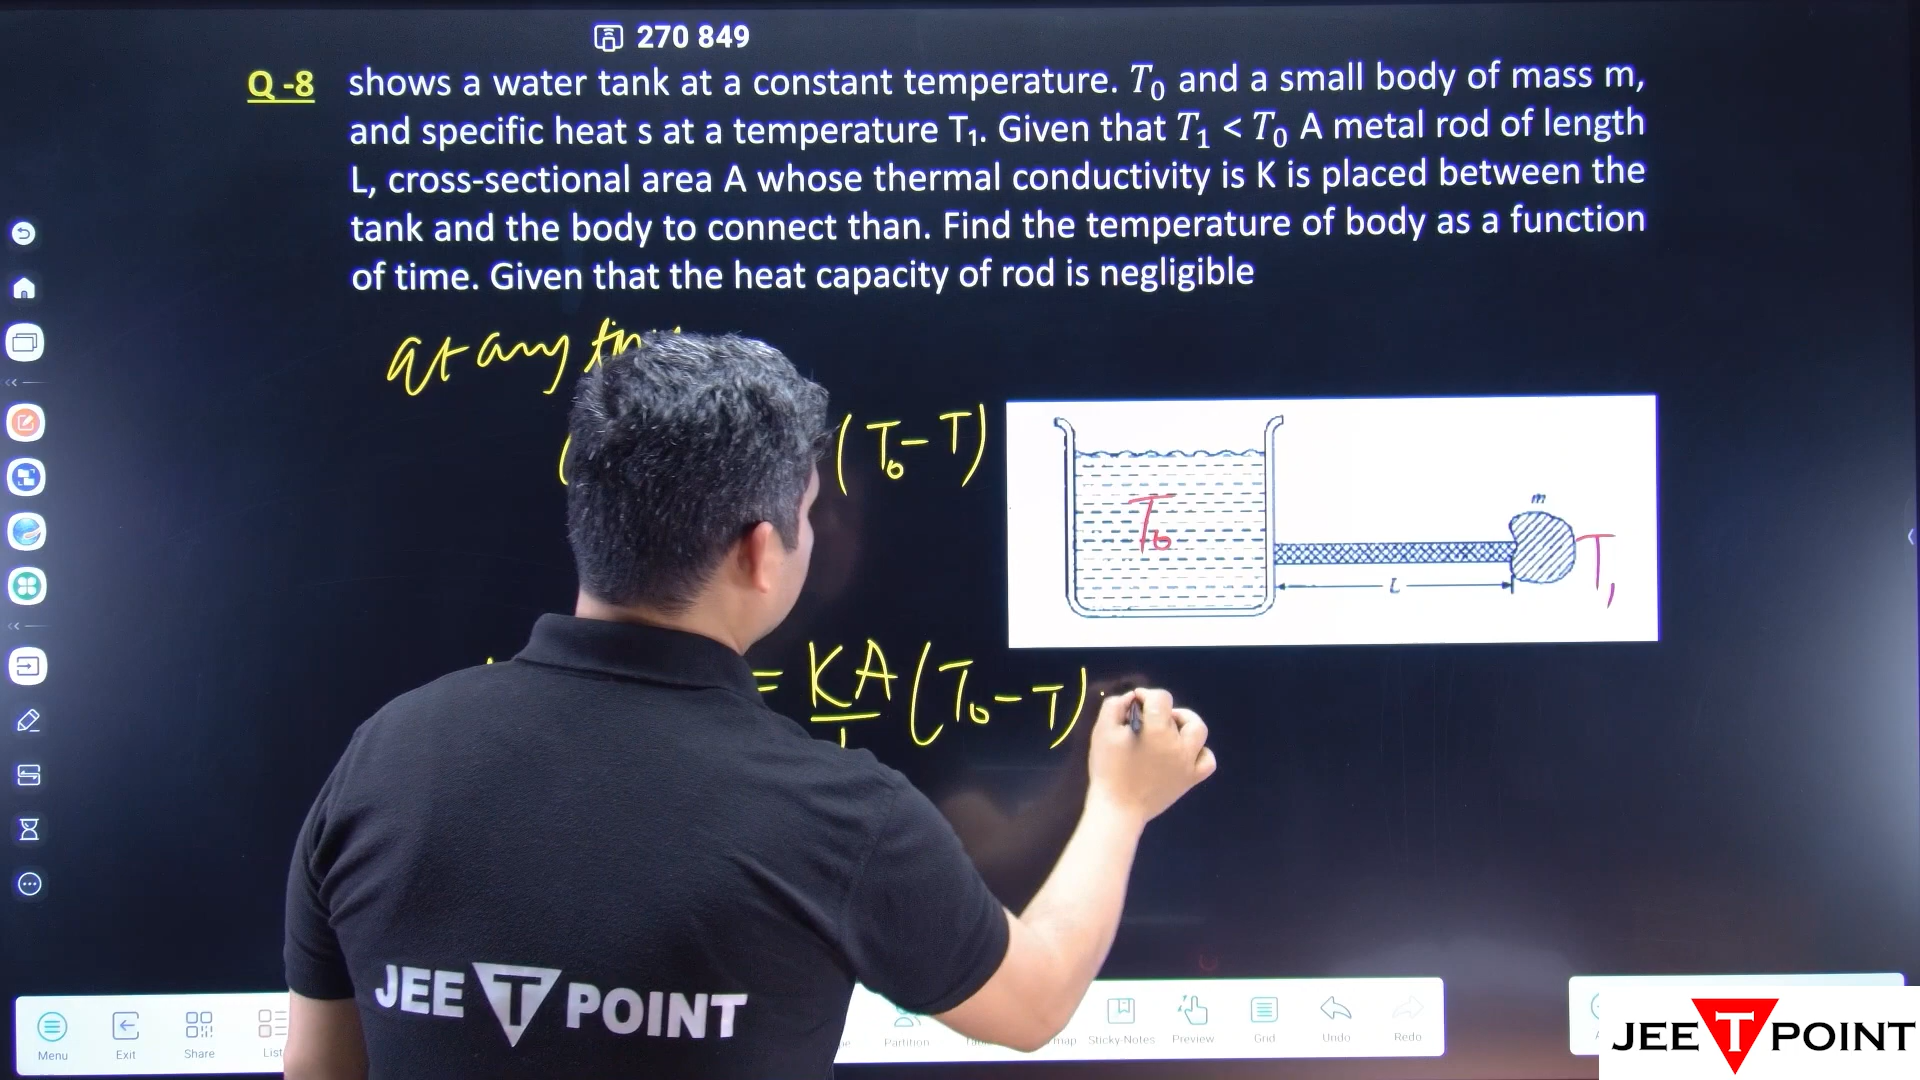 270 849
Q -8 shows a water tank at a constant temperature. T₀ and a small body of mass m,
and specific heat s at a temperature T₁. Given that T₁ < T₀ A metal rod of length
L, cross-sectional area A whose thermal conductivity is K is placed between the
tank and the body to connect than. Find the temperature of body as a function
of time. Given that the heat capacity of rod is negligible
at any
(T₀-T)
T₀
m
L
T₁
= KA (T₀-T)
JEE T POINT
Menu Exit Share Partition Sticky-Notes Preview Grid Undo Redo
JEE T POINT